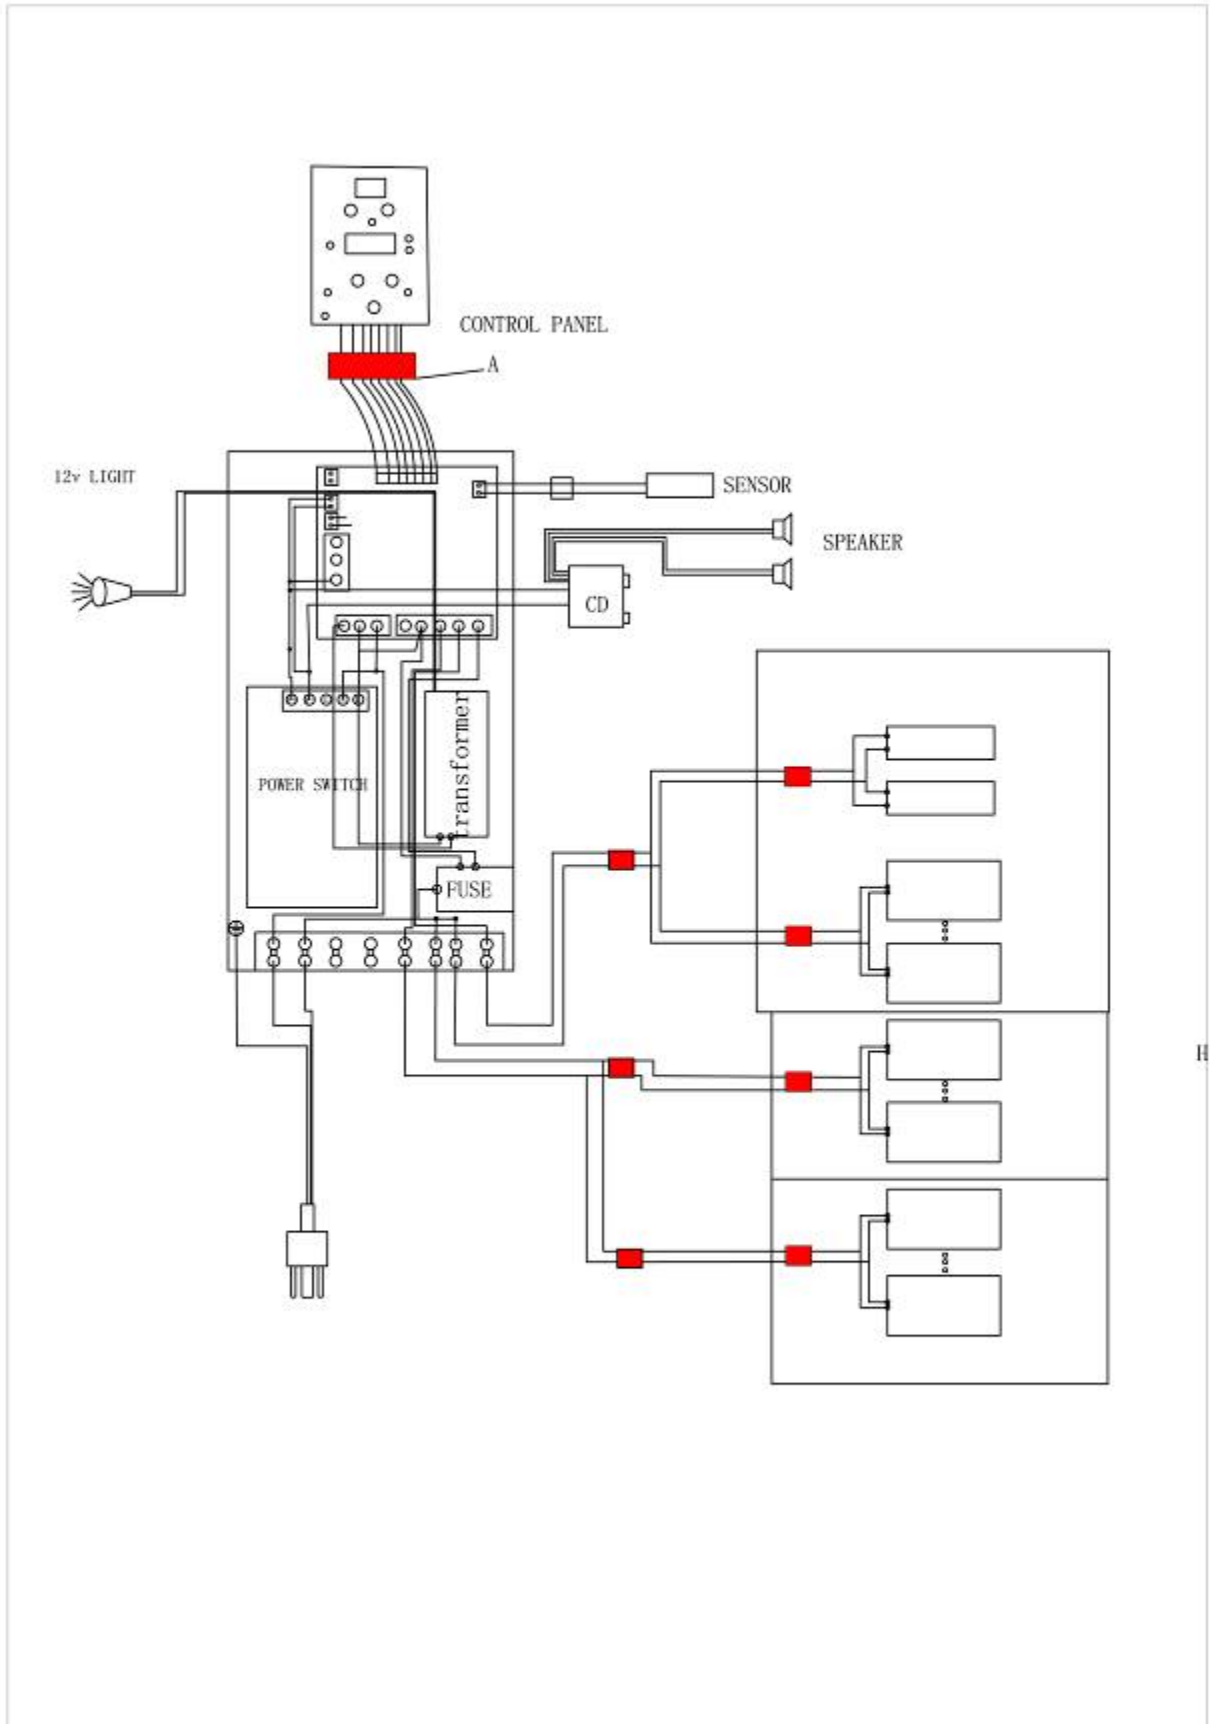 CONTROL PANEL
A
12v LIGHT
SENSOR
SPEAKER
CD
transformer
POWER SWITCH
FUSE
H